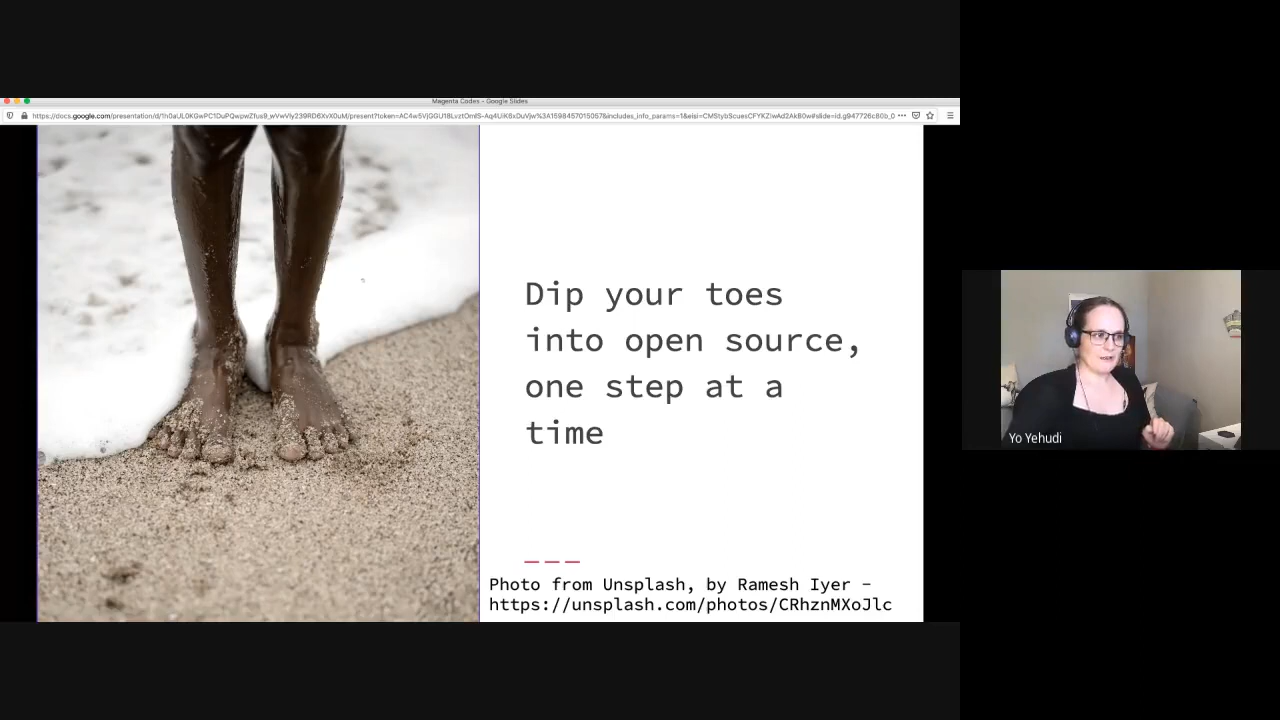 Magenta Codes - Google Slides
Dip your toes
into open source,
one step at a
time
Photo from Unsplash, by Ramesh Iyer -
https://unsplash.com/photos/CRhznMXoJlc
Yo Yehudi